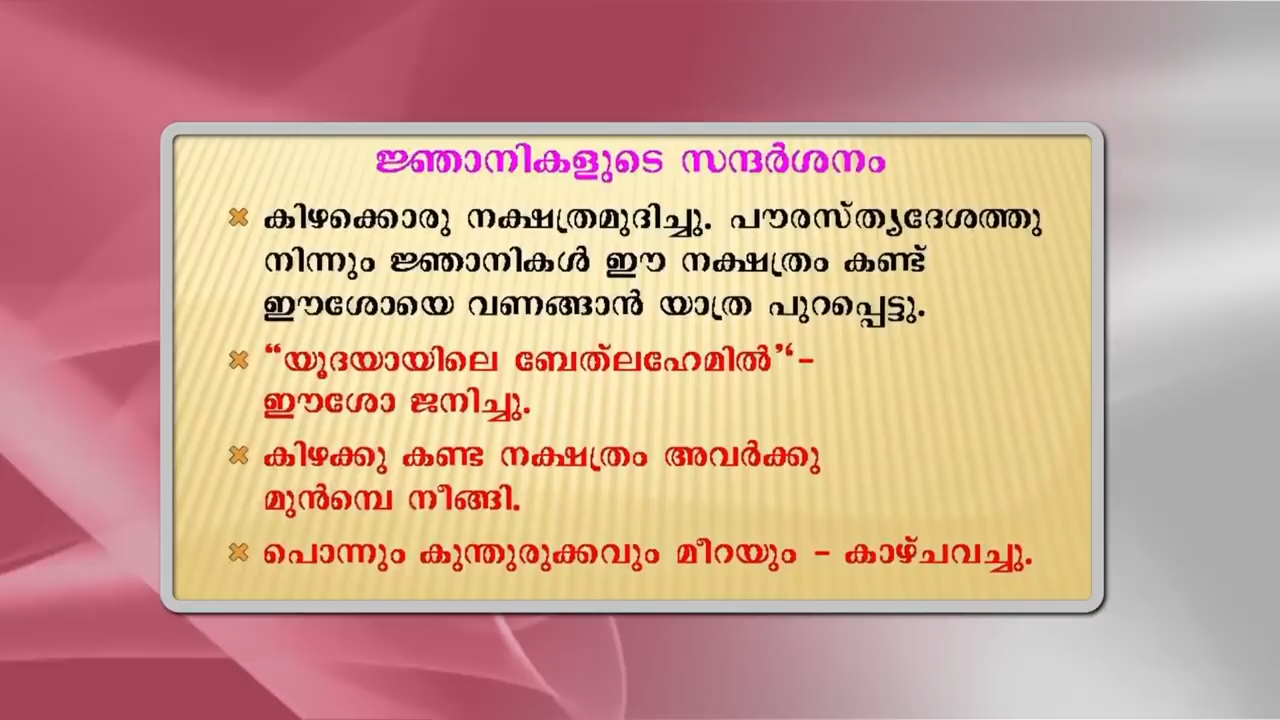 ജ്ഞാനികളുടെ സന്ദർശനം
കിഴക്കൊരു നക്ഷത്രമുദിച്ചു. പൗരസ്ത്യദേശത്തു
നിന്നും ജ്ഞാനികൾ ഈ നക്ഷത്രം കണ്ട്
ഈശോയെ വണങ്ങാൻ യാത്ര പുറപ്പെട്ടു.
“യൂദയായിലെ ബേത്‌ലഹേമിൽ”“–
ഈശോ ജനിച്ചു.
കിഴക്കു കണ്ട നക്ഷത്രം അവർക്കു
മുൻമ്പെ നീങ്ങി.
പൊന്നും കുന്തുരുക്കവും മീറയും – കാഴ്ചവച്ചു.